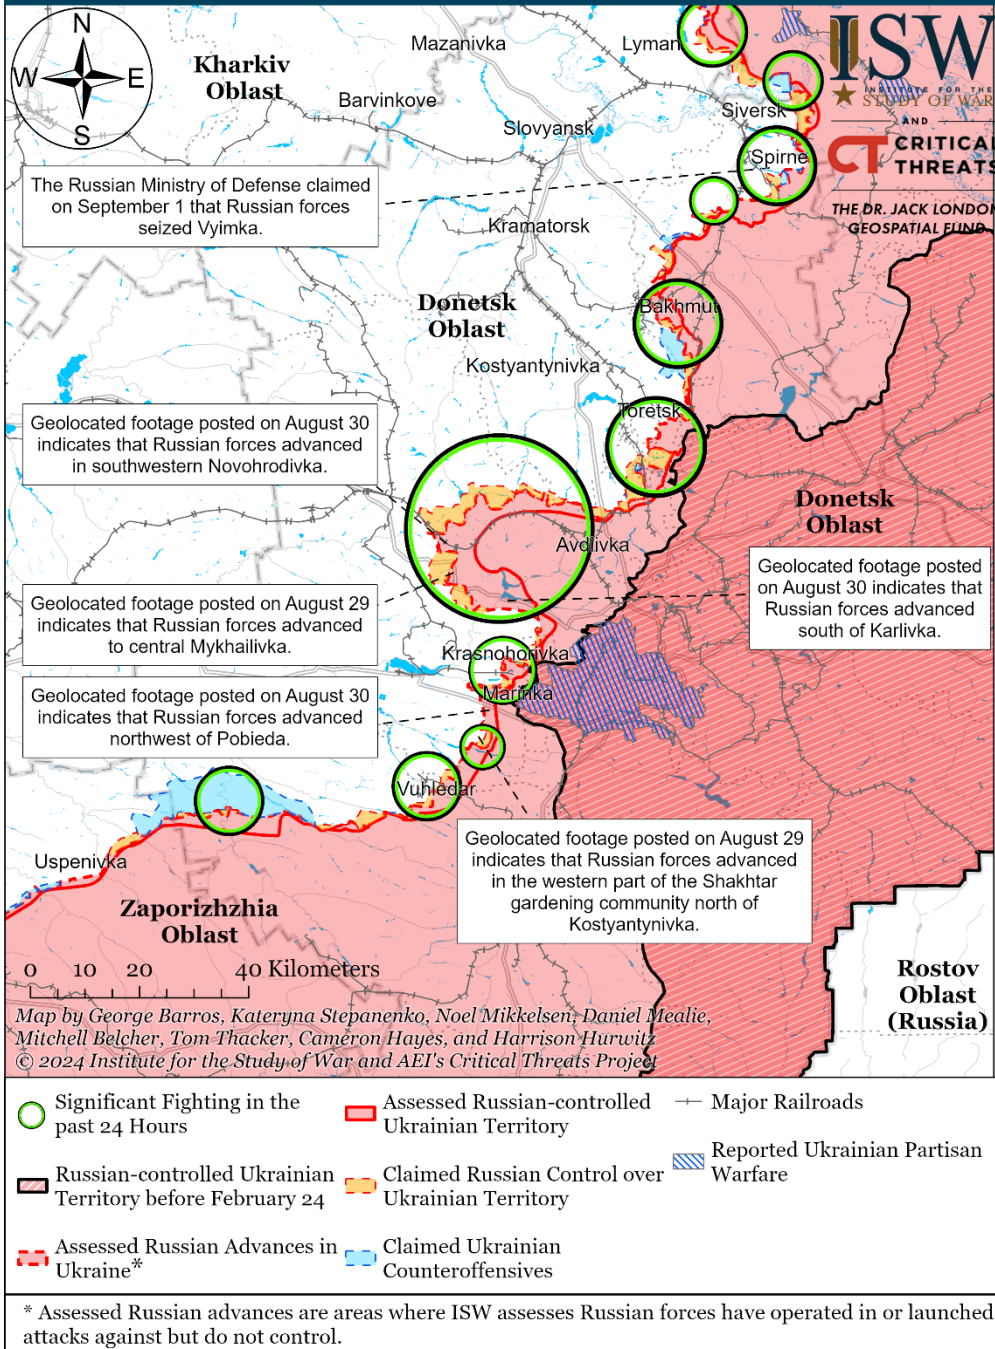 N
W
E
S
Kharkiv
Oblast
Mazanivka
Lyman
Barvinkove
Slovyansk
Siversk
Spirne
ISW
INSTITUTE FOR THE
STUDY OF WAR
AND
CT CRITICAL
THREATS
THE DR. JACK LONDON
GEOSPATIAL FUND
The Russian Ministry of Defense claimed
on September 1 that Russian forces
seized Vyimka.
Kramatorsk
Donetsk
Oblast
Bakhmut
Kostyantynivka
Toretsk
Geolocated footage posted on August 30
indicates that Russian forces advanced
in southwestern Novohrodivka.
Donetsk
Oblast
Avdiivka
Geolocated footage posted
on August 30 indicates that
Russian forces advanced
south of Karlivka.
Geolocated footage posted on August 29
indicates that Russian forces advanced
to central Mykhailivka.
Krasnohorivka
Marinka
Geolocated footage posted on August 30
indicates that Russian forces advanced
northwest of Pobieda.
Vuhledar
Geolocated footage posted on August 29
indicates that Russian forces advanced
in the western part of the Shakhtar
gardening community north of
Kostyantynivka.
Uspenivka
Zaporizhzhia
Oblast
Rostov
Oblast
(Russia)
0 10 20 40 Kilometers
Map by George Barros, Kateryna Stepanenko, Noel Mikkelsen, Daniel Mealie,
Mitchell Belcher, Tom Thacker, Cameron Hayes, and Harrison Hurwitz
© 2024 Institute for the Study of War and AEI's Critical Threats Project
Significant Fighting in the
past 24 Hours
Russian-controlled Ukrainian
Territory before February 24
Assessed Russian Advances in
Ukraine*
Assessed Russian-controlled
Ukrainian Territory
Claimed Russian Control over
Ukrainian Territory
Claimed Ukrainian
Counteroffensives
Major Railroads
Reported Ukrainian Partisan
Warfare
* Assessed Russian advances are areas where ISW assesses Russian forces have operated in or launched
attacks against but do not control.